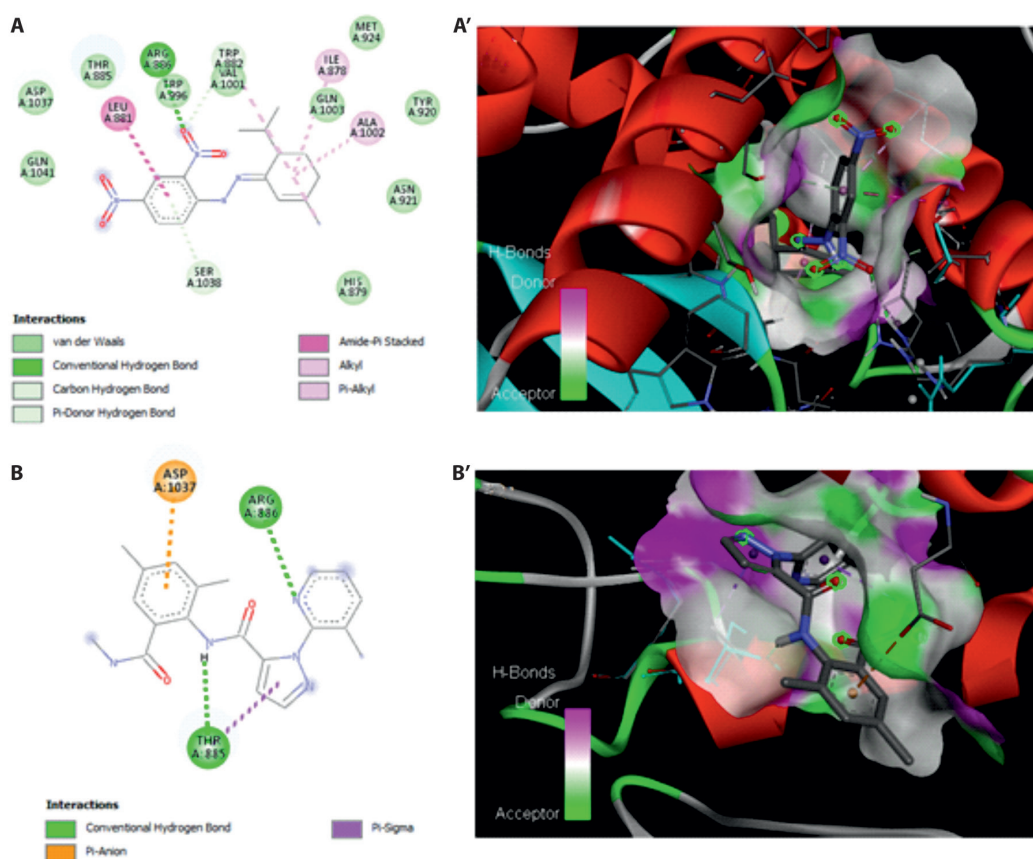 A
THR
A:885
ARG
A:886
TRP
A:996
TRP
A:882
VAL
A:1001
MET
A:924
ILE
A:878
GLN
A:1003
ASP
A:1037
LEU
A:881
ALA
A:1002
TYR
A:920
GLN
A:1041
ASN
A:921
SER
A:1038
HIS
A:879
Interactions
van der Waals
Conventional Hydrogen Bond
Carbon Hydrogen Bond
Pi-Donor Hydrogen Bond
Amide-Pi Stacked
Alkyl
Pi-Alkyl
A’
H-Bonds
Donor
Acceptor
B
ASP
A:1037
ARG
A:886
H
THR
A:885
Interactions
Conventional Hydrogen Bond
Pi-Anion
Pi-Sigma
B’
H-Bonds
Donor
Acceptor